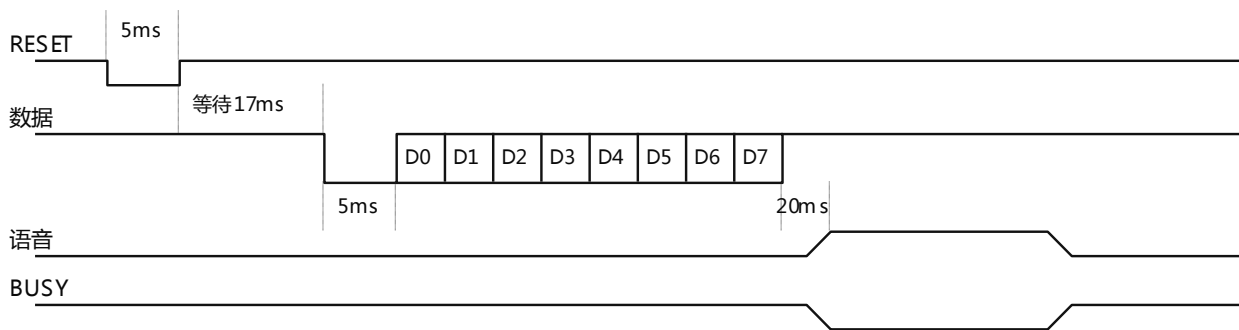 5ms
RESET
等待17ms
数据
D0 D1 D2 D3 D4 D5 D6 D7
5ms
20ms
语音
BUSY